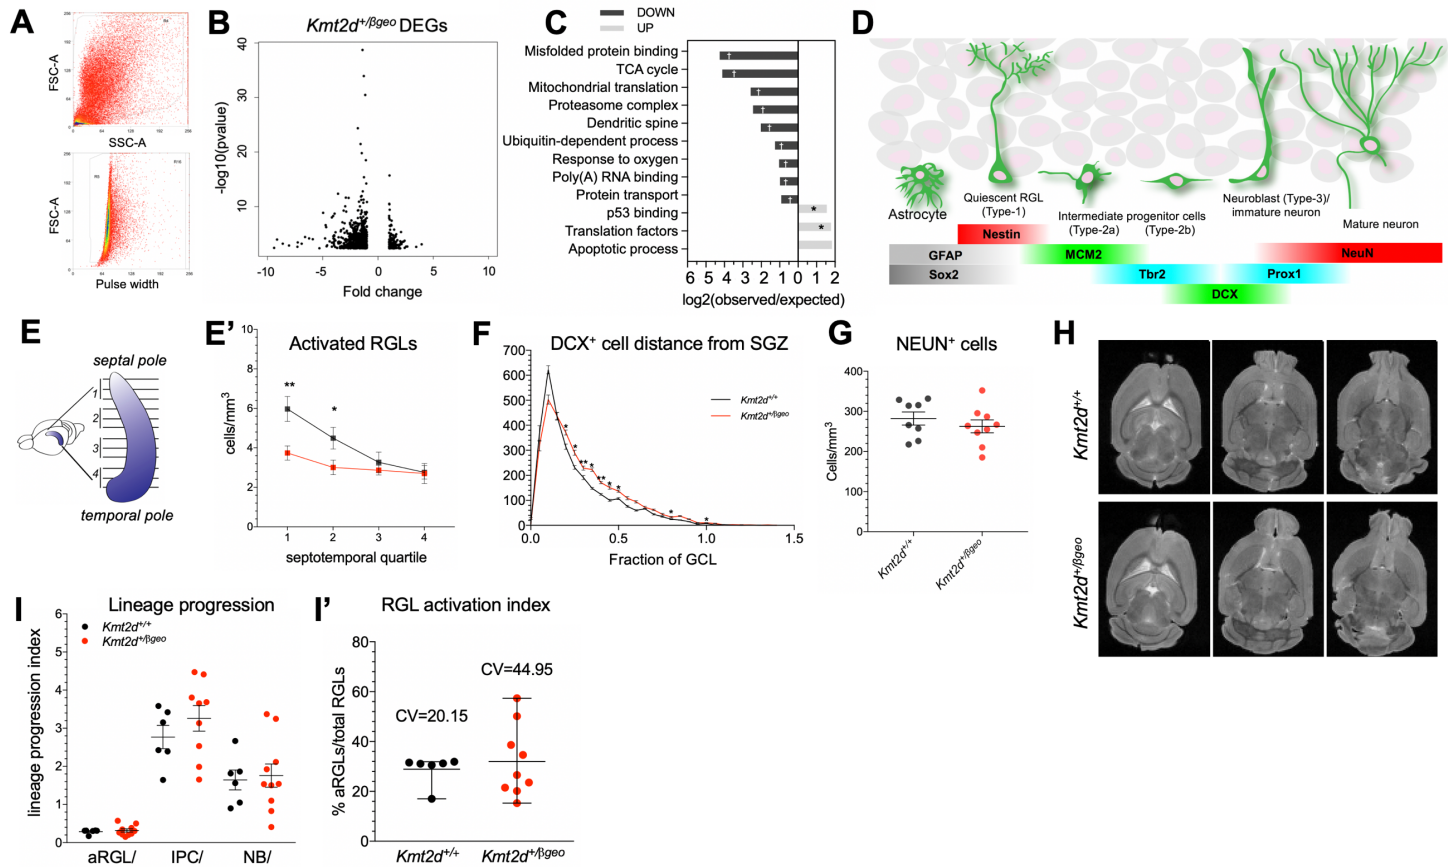 A
FSC-A
SSC-A
FSC-A
Pulse width
B
Kmt2d+/βgeo DEGs
-log10(pvalue)
40
30
20
10
-10
-5
0
5
10
Fold change
C
DOWN
UP
Misfolded protein binding
TCA cycle
Mitochondrial translation
Proteasome complex
Dendritic spine
Ubiquitin-dependent process
Response to oxygen
Poly(A) RNA binding
Protein transport
p53 binding
Translation factors
Apoptotic process
†
†
†
†
†
†
†
†
†
*
*
6 5 4 3 2 1 0 1 2
log2(observed/expected)
D
Astrocyte
Quiescent RGL
(Type-1)
Intermediate progenitor cells
(Type-2a) (Type-2b)
Neuroblast (Type-3)/
immature neuron
Mature neuron
Nestin
GFAP
MCM2
NeuN
Sox2
Tbr2
Prox1
DCX
E
septal pole
1
2
3
4
temporal pole
E'
Activated RGLs
cells/mm3
10
8
6
4
2
0
**
*
1 2 3 4
septotemporal quartile
F
DCX+ cell distance from SGZ
700
600
500
400
300
200
100
0
Kmt2d+/+
Kmt2d+/βgeo
*
*
**
*
**
*
*
*
*
0.0 0.5 1.0 1.5
Fraction of GCL
G
NEUN+ cells
Cells/mm3
400
300
200
100
0
Kmt2d+/+
Kmt2d+/βgeo
H
Kmt2d+/+
Kmt2d+/βgeo
I
Lineage progression
lineage progression index
6
5
4
3
2
1
0
Kmt2d+/+
Kmt2d+/βgeo
aRGL/ IPC/ NB/
I'
RGL activation index
% aRGLs/total RGLs
80
60
40
20
0
CV=20.15
CV=44.95
Kmt2d+/+
Kmt2d+/βgeo